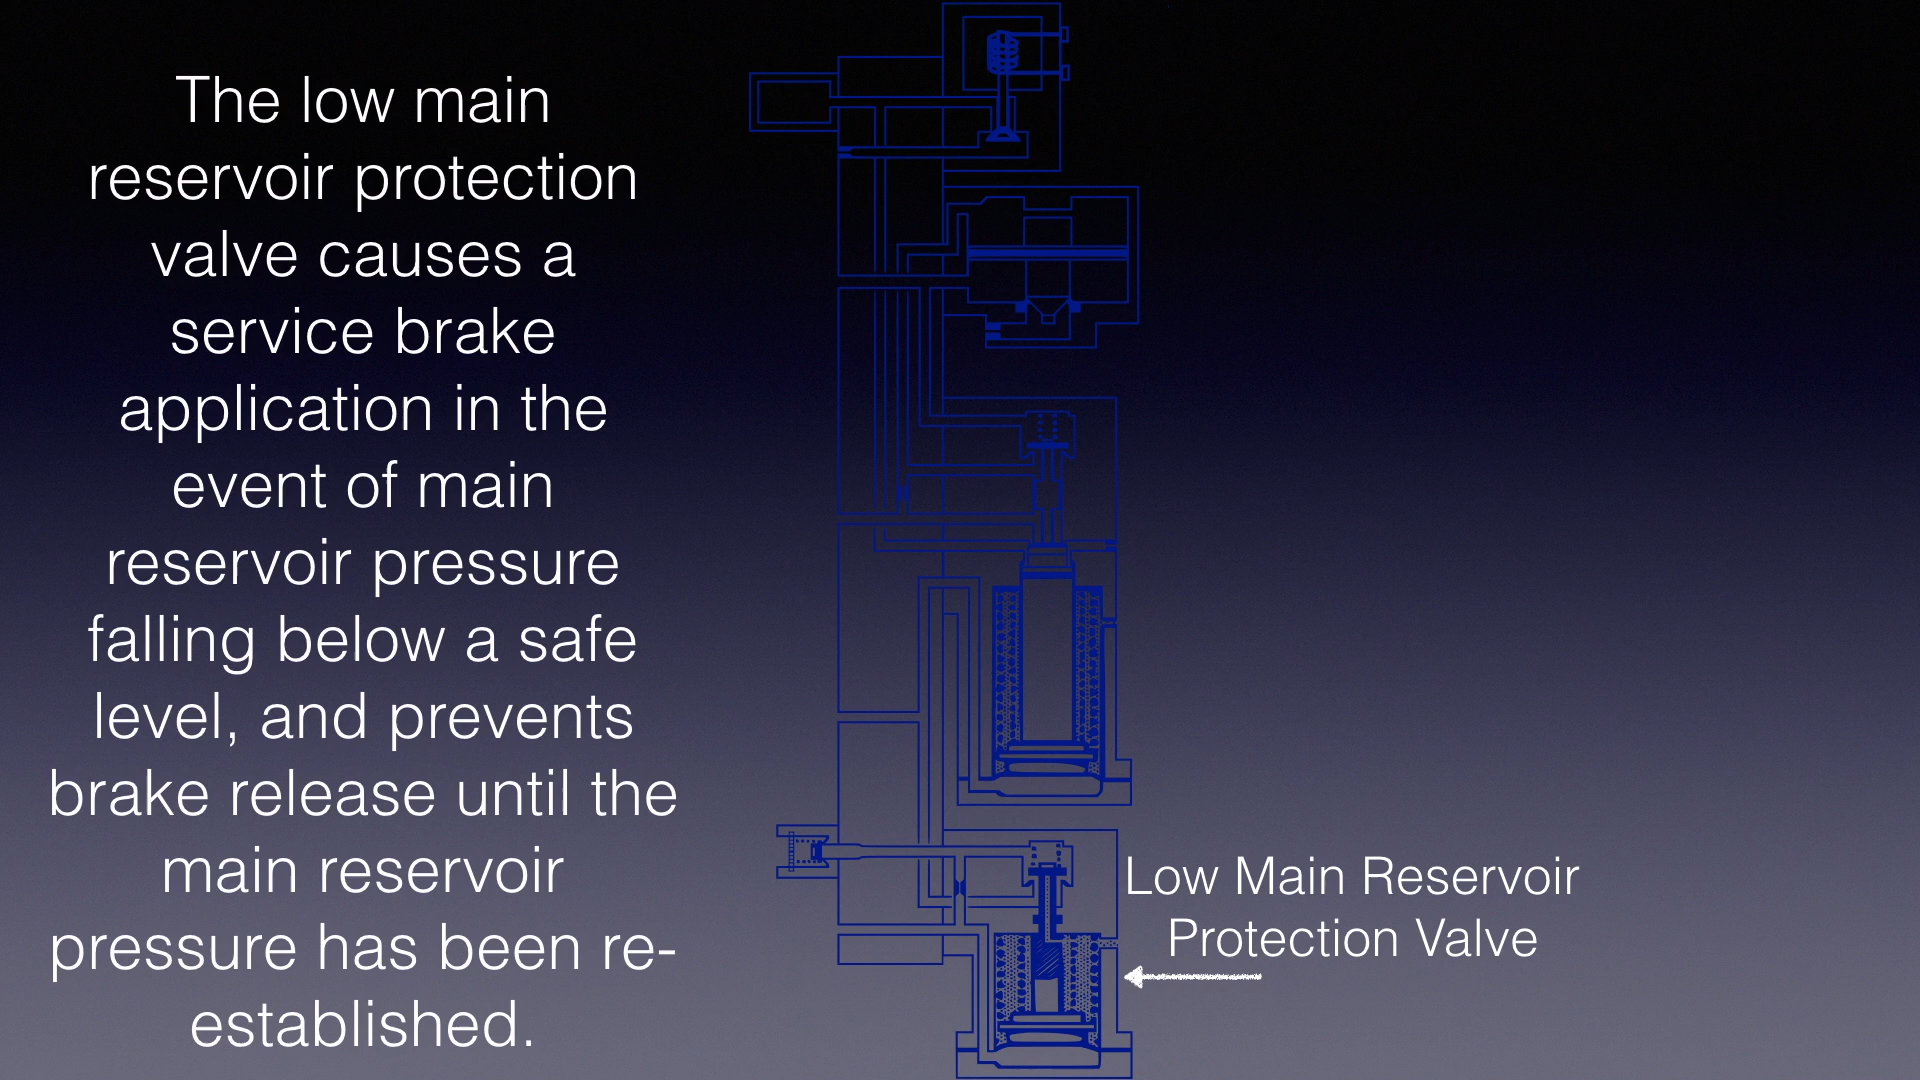 The low main
reservoir protection
valve causes a
service brake
application in the
event of main
reservoir pressure
falling below a safe
level, and prevents
brake release until the
main reservoir
pressure has been re-
established.
Low Main Reservoir
Protection Valve